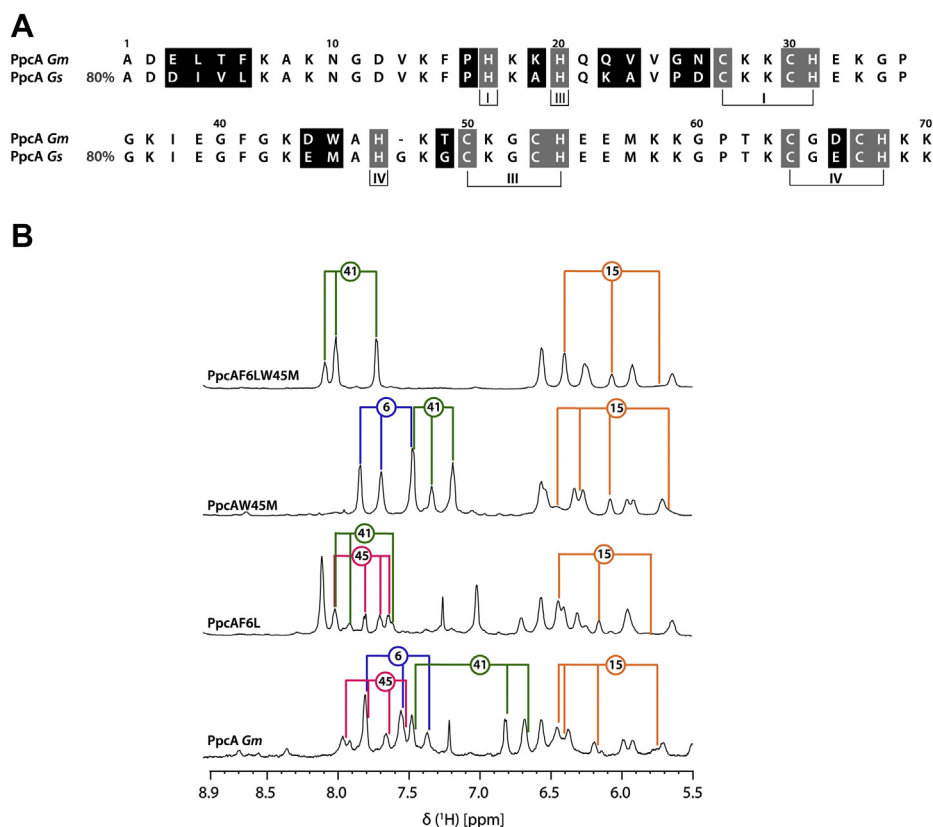 A
1 10 20 30
PpcA Gm A D E L T F K A K N G D V K F P H K K H Q Q V V G N C K K C H E K G P
PpcA Gs 80% A D D I V L K A K N G D V K F P H K A H Q K A V P D C K K C H E K G P
I III I
40 50 60 70
PpcA Gm G K I E G F G K D W A H - K T C K G C H E E M K K G P T K C G D C H K K
PpcA Gs 80% G K I E G F G K E M A H G K G C K G C H E E M K K G P T K C G E C H K K
IV III IV
B
41 15
PpcAF6LW45M
6 41 15
PpcAW45M
41 45 15
PpcAF6L
6 45 41 15
PpcA Gm
8.9 8.5 8.0 7.5 7.0 6.5 6.0 5.5
δ (¹H) [ppm]